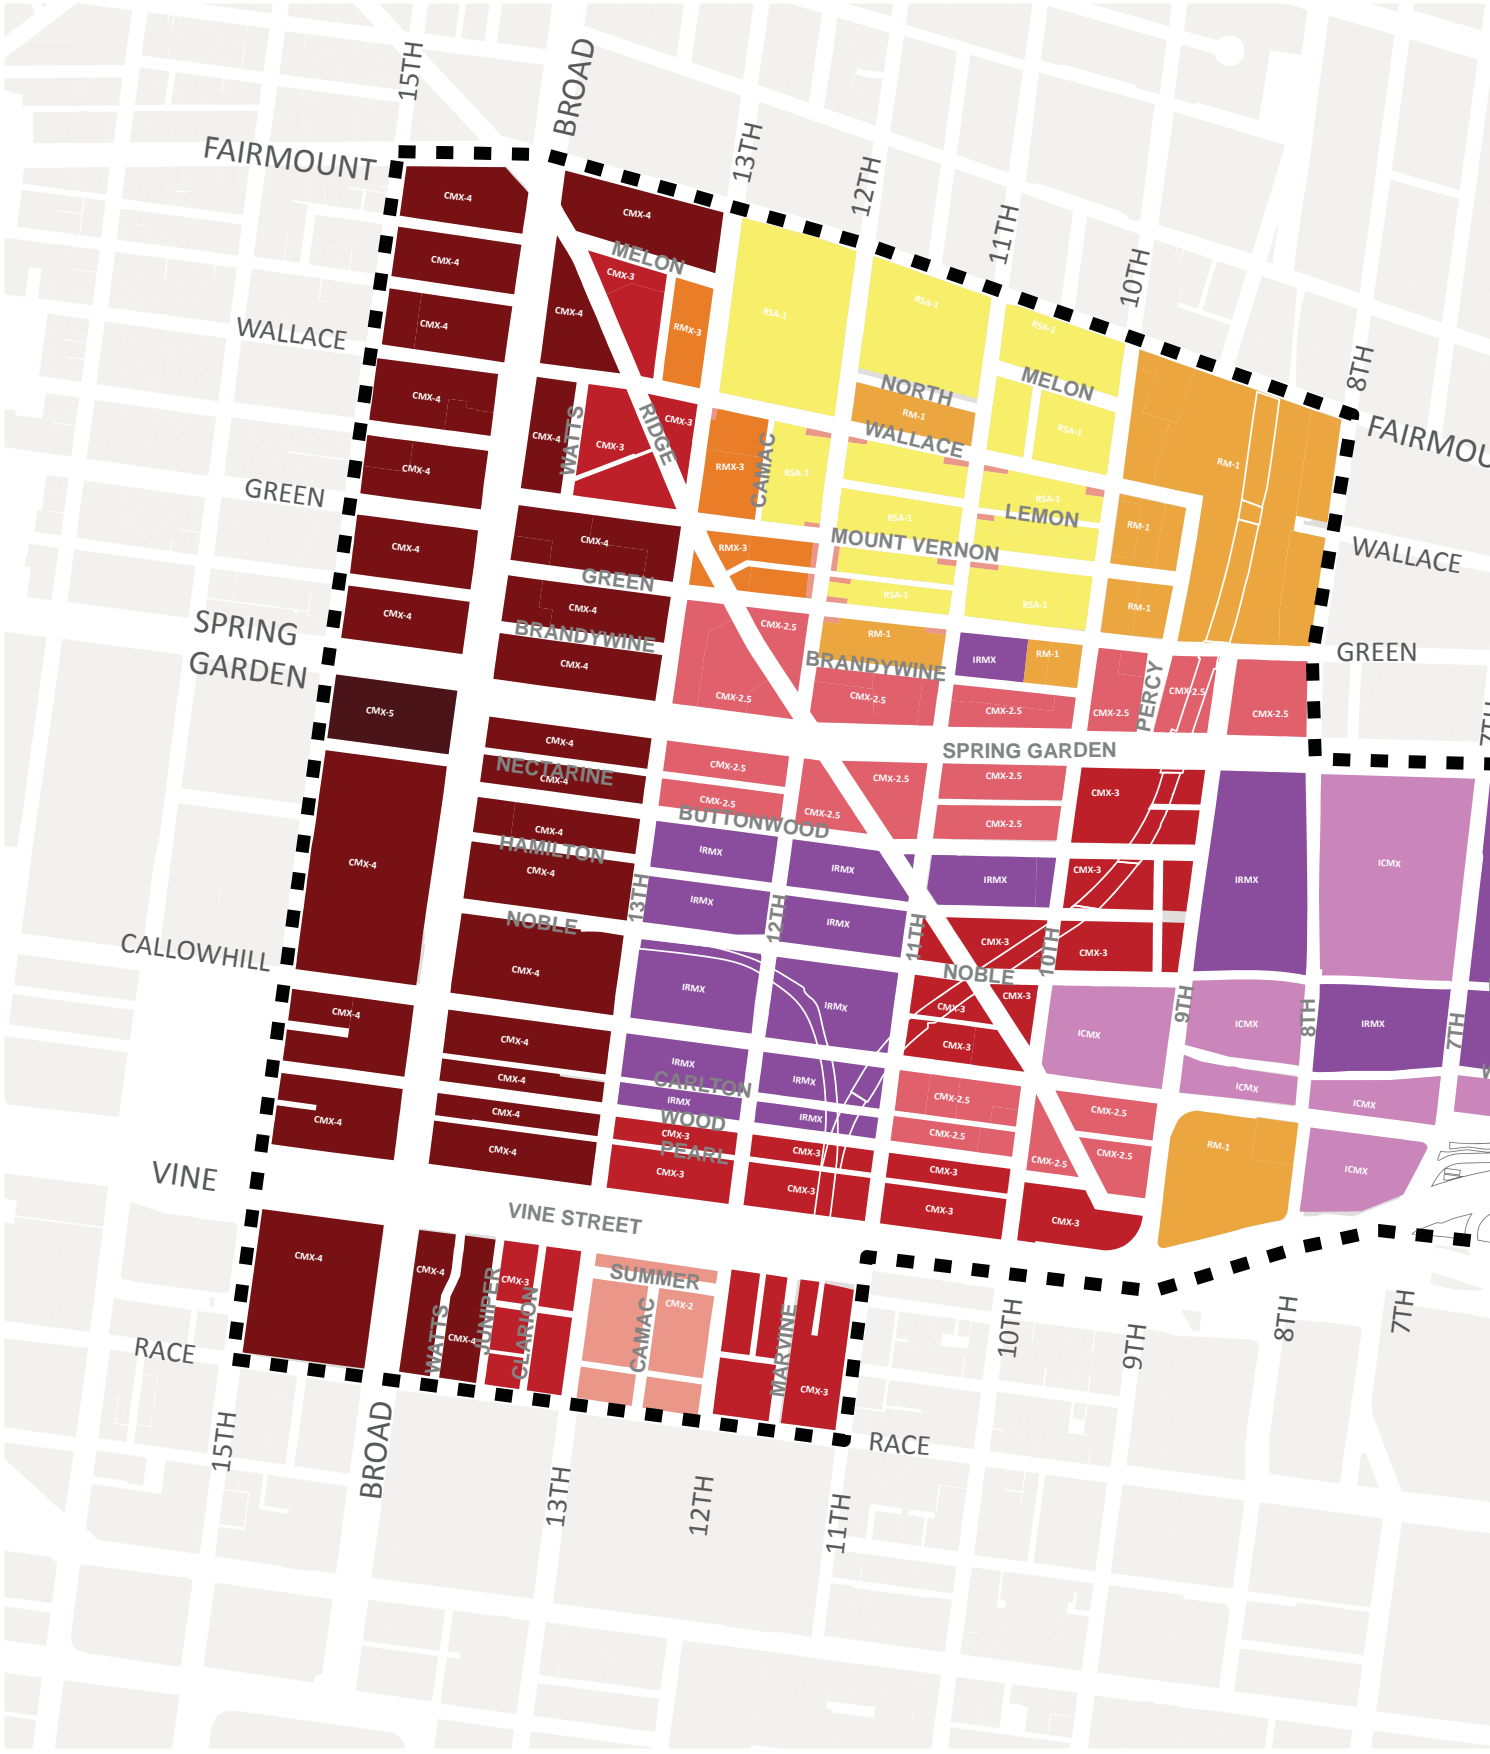 15TH
BROAD
FAIRMOUNT
13TH
12TH
11TH
10TH
8TH
CMX-4
CMX-4
MELON
CMX-3
CMX-4
CMX-4
CMX-4
RMX-3
RSA-1
RSA-1
RSA-1
WALLACE
CMX-4
NORTH
MELON
FAIRMOU
CMX-4
CMX-4
WATTS
CMX-3
RIDGE
CMX-3
RMX-3
CAMAC
RSA-1
RM-1
WALLACE
RSA-1
RM-1
CMX-4
GREEN
RSA-1
RSA-1
LEMON
RM-1
MOUNT VERNON
WALLACE
CMX-4
CMX-4
RMX-3
GREEN
RSA-1
RSA-1
RM-1
CMX-4
CMX-4
SPRING
GARDEN
BRANDYWINE
CMX-4
CMX-2.5
CMX-2.5
RM-1
BRANDYWINE
IRMX
RM-1
GREEN
CMX-2.5
CMX-2.5
CMX-2.5
PERCY
CMX-2.5
CMX-2.5
CMX-5
7TH
SPRING GARDEN
CMX-4
NECTARINE
CMX-4
CMX-2.5
CMX-2.5
CMX-2.5
CMX-2.5
CMX-2.5
CMX-2.5
CMX-3
BUTTONWOOD
CMX-4
HAMILTON
CMX-4
CMX-4
IRMX
IRMX
IRMX
CMX-3
IRMX
ICMX
13TH
IRMX
12TH
IRMX
11TH
CMX-3
10TH
CMX-3
NOBLE
CALLOWHILL
CMX-4
IRMX
IRMX
NOBLE
CMX-3
CMX-3
9TH
8TH
7TH
CMX-4
CMX-4
CMX-3
ICMX
ICMX
IRMX
CMX-4
IRMX
IRMX
CARLTON
CMX-4
IRMX
IRMX
WOOD
CMX-2.5
CMX-2.5
CMX-2.5
ICMX
ICMX
CMX-4
CMX-4
CMX-3
PEARL
CMX-3
CMX-3
CMX-3
CMX-3
CMX-3
CMX-2.5
CMX-2.5
RM-1
ICMX
VINE
VINE STREET
CMX-3
CMX-4
CMX-4
WATTS
CMX-4
JUNIPER
CMX-3
CLARION
SUMMER
CAMAC
CMX-2
MARVINE
CMX-3
RACE
10TH
9TH
8TH
7TH
15TH
BROAD
13TH
12TH
11TH
RACE